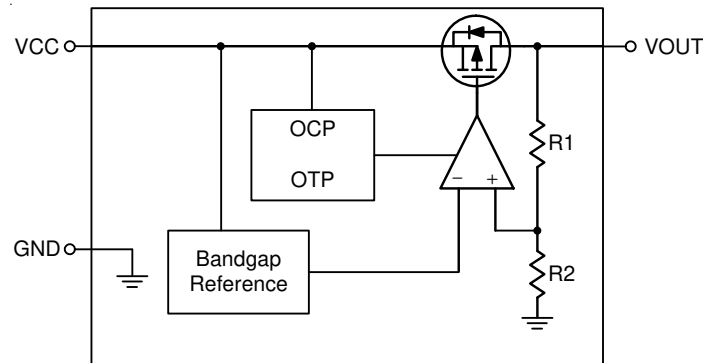 VCC
VOUT
OCP
OTP
R1
− +
GND
Bandgap
Reference
R2